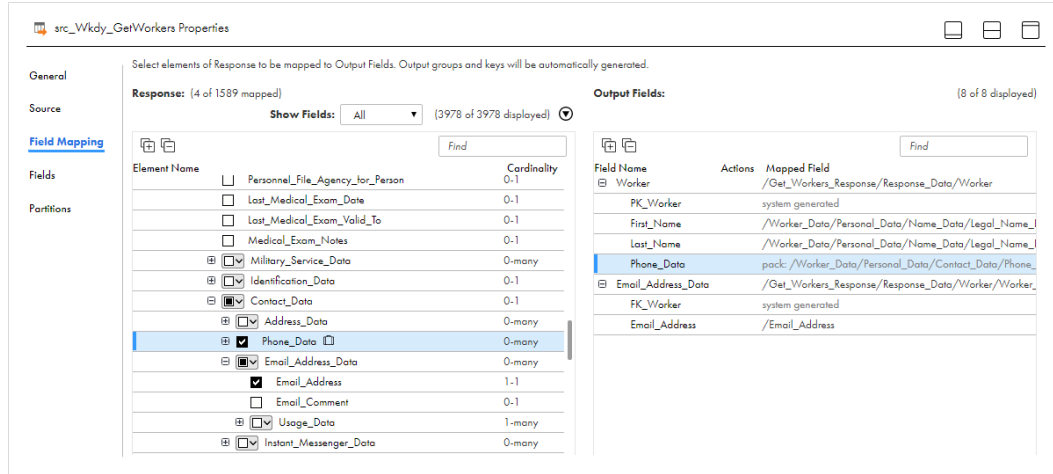 src_Wkdy_GetWorkers Properties
General
Source
Field Mapping
Fields
Partitions
Select elements of Response to be mapped to Output Fields. Output groups and keys will be automatically generated.
Response: (4 of 1589 mapped)
Show Fields: All (3978 of 3978 displayed)
Find
Element Name Cardinality
Personnel_File_Agency_for_Person 0-1
Last_Medical_Exam_Date 0-1
Last_Medical_Exam_Valid_To 0-1
Medical_Exam_Notes 0-1
Military_Service_Data 0-many
Identification_Data 0-1
Contact_Data 0-1
Address_Data 0-many
Phone_Data 0-many
Email_Address_Data 0-many
Email_Address 1-1
Email_Comment 0-1
Usage_Data 1-many
Instant_Messenger_Data 0-many
Output Fields: (8 of 8 displayed)
Find
Field Name Actions Mapped Field
Worker /Get_Workers_Response/Response_Data/Worker
PK_Worker system generated
First_Name /Worker_Data/Personal_Data/Name_Data/Legal_Name_
Last_Name /Worker_Data/Personal_Data/Name_Data/Legal_Name_
Phone_Data pack: /Worker_Data/Personal_Data/Contact_Data/Phone_
Email_Address_Data /Get_Workers_Response/Response_Data/Worker/Worker_
FK_Worker system generated
Email_Address /Email_Address